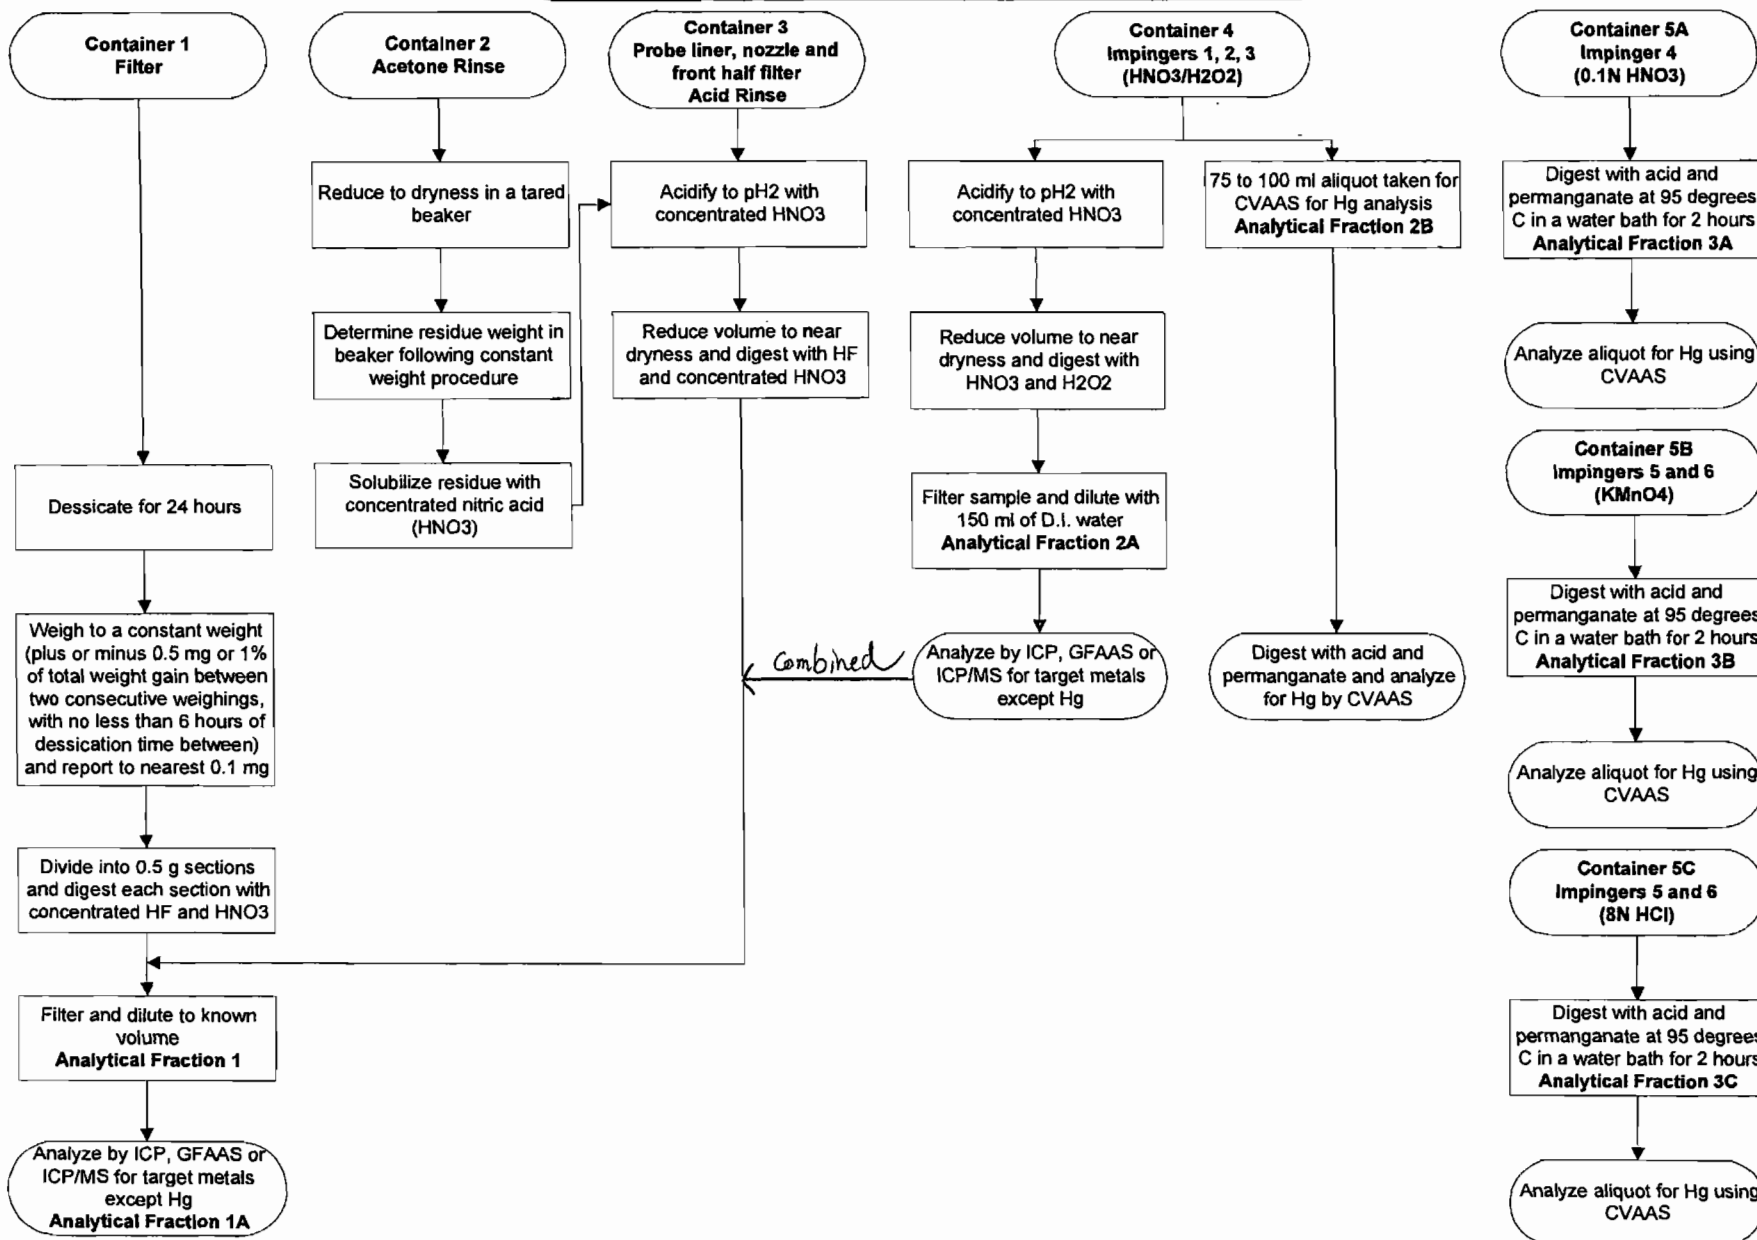 Container 1
Filter
Container 2
Acetone Rinse
Container 3
Probe liner, nozzle and
front half filter
Acid Rinse
Container 4
Impingers 1, 2, 3
(HNO3/H2O2)
Container 5A
Impinger 4
(0.1N HNO3)
Reduce to dryness in a tared
beaker
Acidify to pH2 with
concentrated HNO3
Acidify to pH2 with
concentrated HNO3
75 to 100 ml aliquot taken for
CVAAS for Hg analysis
Analytical Fraction 2B
Digest with acid and
permanganate at 95 degrees
C in a water bath for 2 hours
Analytical Fraction 3A
Determine residue weight in
beaker following constant
weight procedure
Reduce volume to near
dryness and digest with HF
and concentrated HNO3
Reduce volume to near
dryness and digest with
HNO3 and H2O2
Analyze aliquot for Hg using
CVAAS
Container 5B
Impingers 5 and 6
(KMnO4)
Dessicate for 24 hours
Solubilize residue with
concentrated nitric acid
(HNO3)
Filter sample and dilute with
150 ml of D.I. water
Analytical Fraction 2A
Digest with acid and
permanganate at 95 degrees
C in a water bath for 2 hours
Analytical Fraction 3B
Weigh to a constant weight
(plus or minus 0.5 mg or 1%
of total weight gain between
two consecutive weighings,
with no less than 6 hours of
dessication time between)
and report to nearest 0.1 mg
Combined
Analyze by ICP, GFAAS or
ICP/MS for target metals
except Hg
Digest with acid and
permanganate and analyze
for Hg by CVAAS
Analyze aliquot for Hg using
CVAAS
Divide into 0.5 g sections
and digest each section with
concentrated HF and HNO3
Container 5C
Impingers 5 and 6
(8N HCl)
Filter and dilute to known
volume
Analytical Fraction 1
Digest with acid and
permanganate at 95 degrees
C in a water bath for 2 hours
Analytical Fraction 3C
Analyze by ICP, GFAAS or
ICP/MS for target metals
except Hg
Analytical Fraction 1A
Analyze aliquot for Hg using
CVAAS